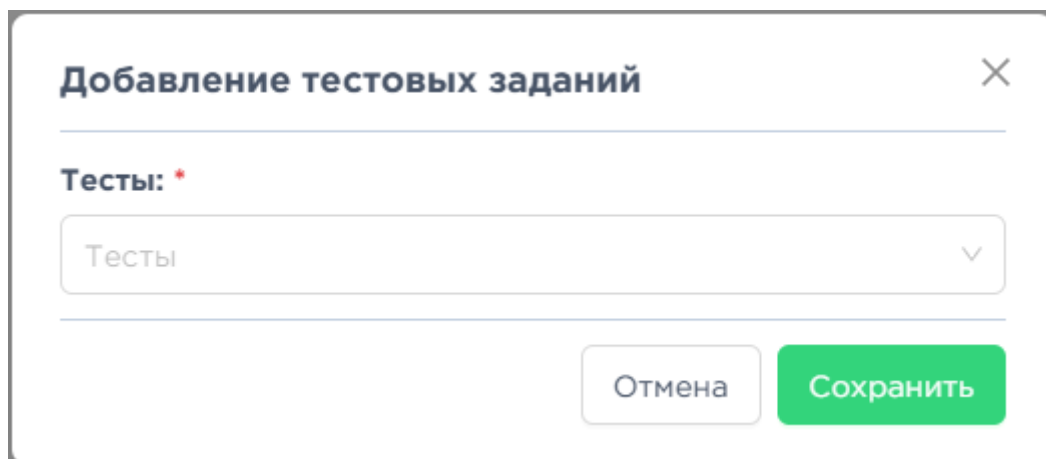 Добавление тестовых заданий
Тесты: *
Тесты
Отмена
Сохранить